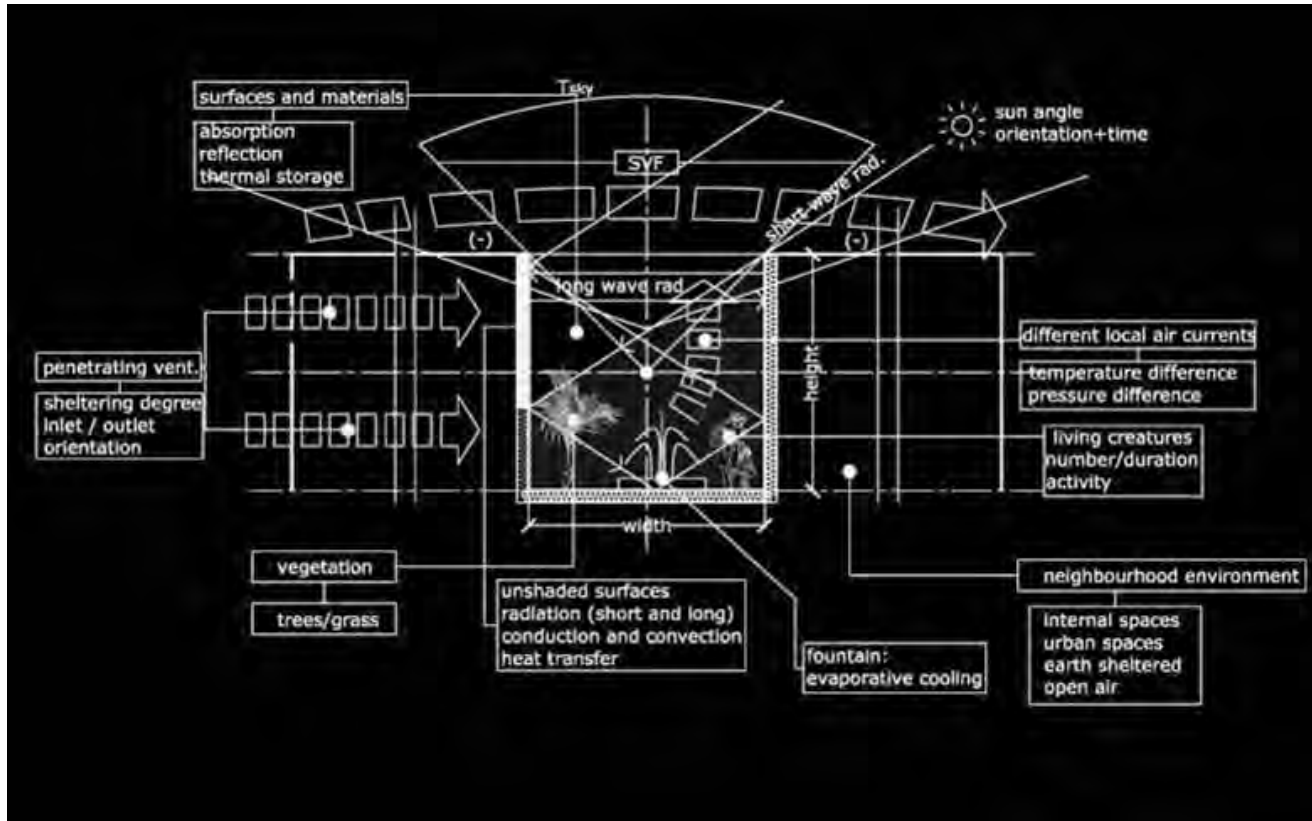 Tsky
surfaces and materials
absorption
reflection
thermal storage
sun angle
orientation+time
SVF
short wave rad.
(-)
(-)
long wave rad
height
penetrating vent.
sheltering degree
inlet / outlet
orientation
different local air currents
temperature difference
pressure difference
living creatures
number/duration
activity
width
vegetation
trees/grass
unshaded surfaces
radiation (short and long)
conduction and convection
heat transfer
fountain:
evaporative cooling
neighbourhood environment
internal spaces
urban spaces
earth sheltered
open air